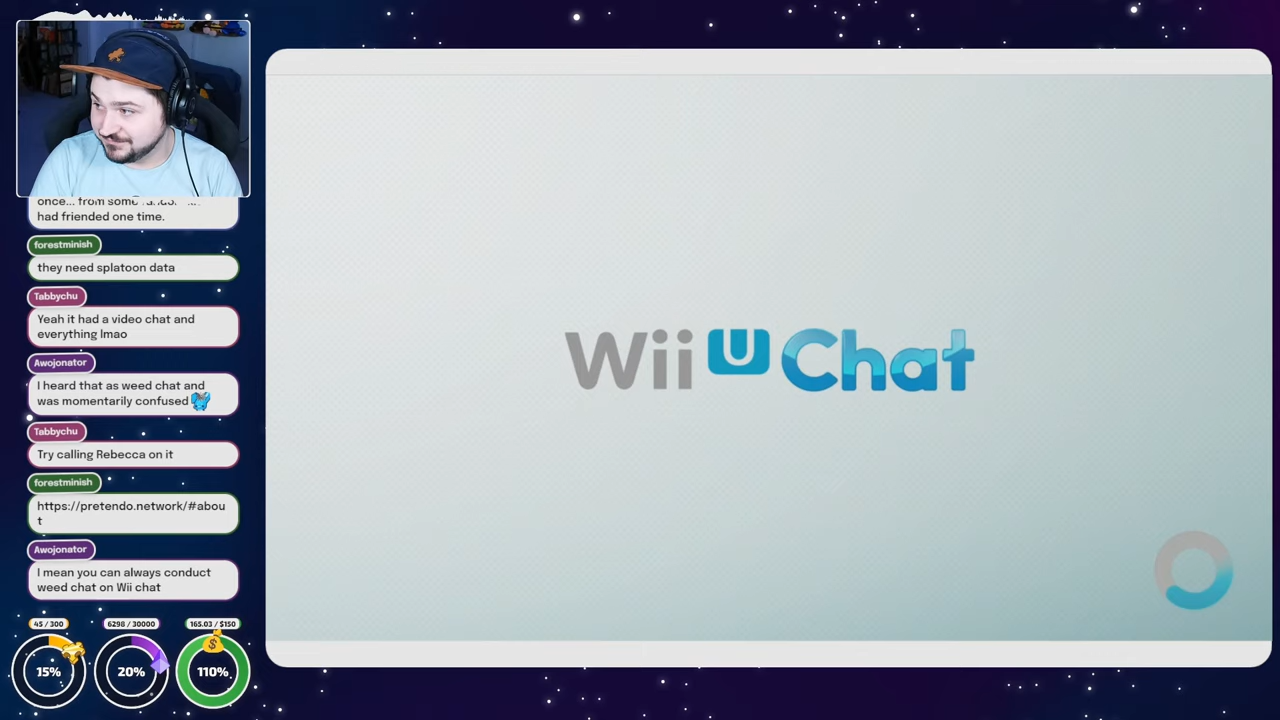 once... from some
had friended one time.
forestminish
they need splatoon data
Tabbychu
Yeah it had a video chat and
everything lmao
Awojonator
I heard that as weed chat and
was momentarily confused
Tabbychu
Try calling Rebecca on it
forestminish
https://pretendo.network/#abou
t
Awojonator
I mean you can always conduct
weed chat on Wii chat
45 / 300
6298 / 30000
165.03 / $150
15%
20%
110%
Wii U Chat